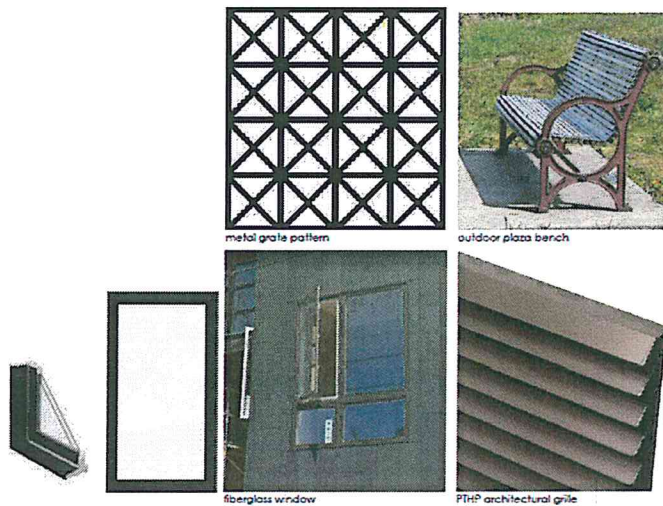 metal grate pattern
outdoor plaza bench
fiberglass window
PTHP architectural grille